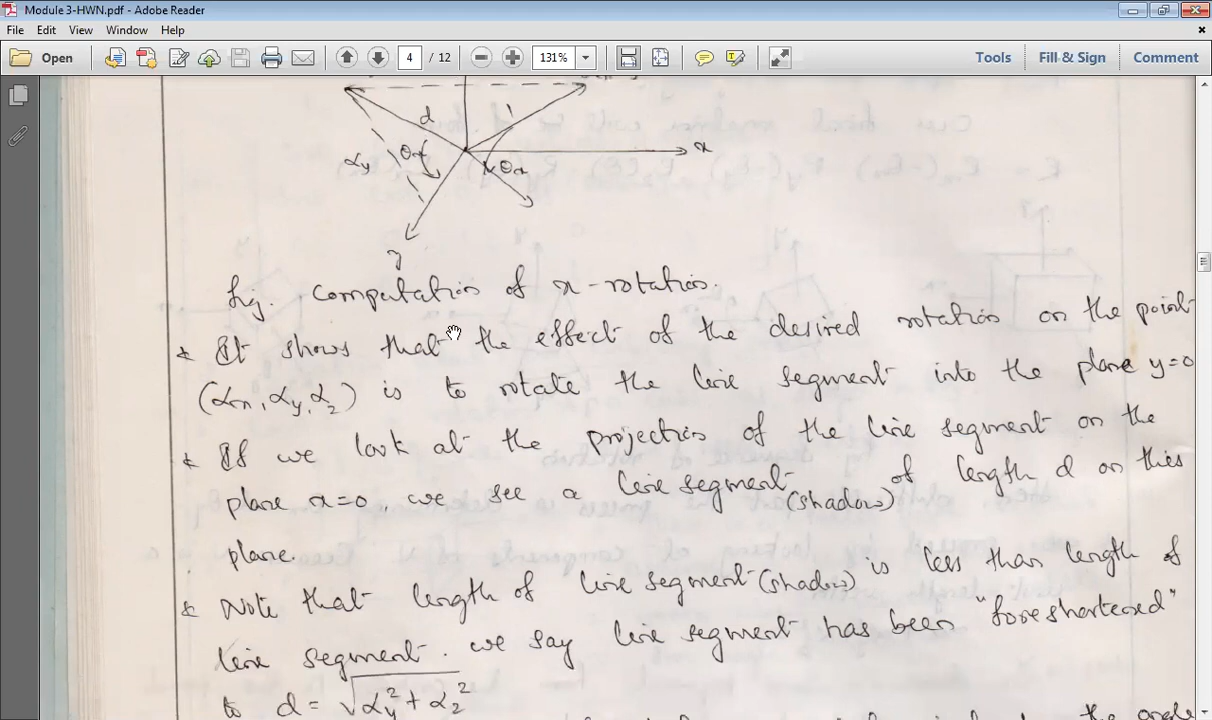 Module 3-HWN.pdf - Adobe Reader
File Edit View Window Help
Open 4 / 12 131% Tools Fill & Sign Comment
d x
αy θx θx
z
fig. Computation of x-rotation.
* It shows that the effect of the desired rotation on the point
(αx, αy, αz) is to rotate the line segment into the plane y=0
* If we look at the projection of the line segment on the
plane x=0, we see a line segment (shadow) of length d on this
plane.
* Note that length of line segment (shadow) is less than length of
line segment. we say line segment has been "foreshortened"
to d = √αy² + αz²